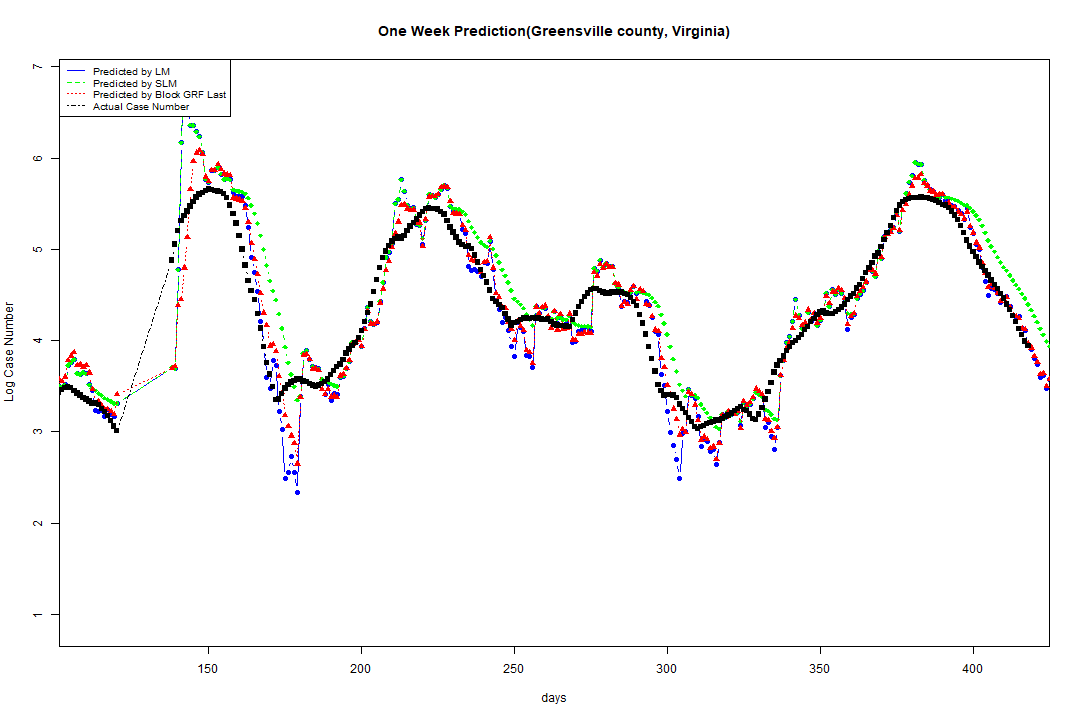 One Week Prediction(Greensville county, Virginia)
Predicted by LM
Predicted by SLM
Predicted by Block GRF Last
Actual Case Number
7
6
5
4
3
2
1
Log Case Number
150 200 250 300 350 400
days